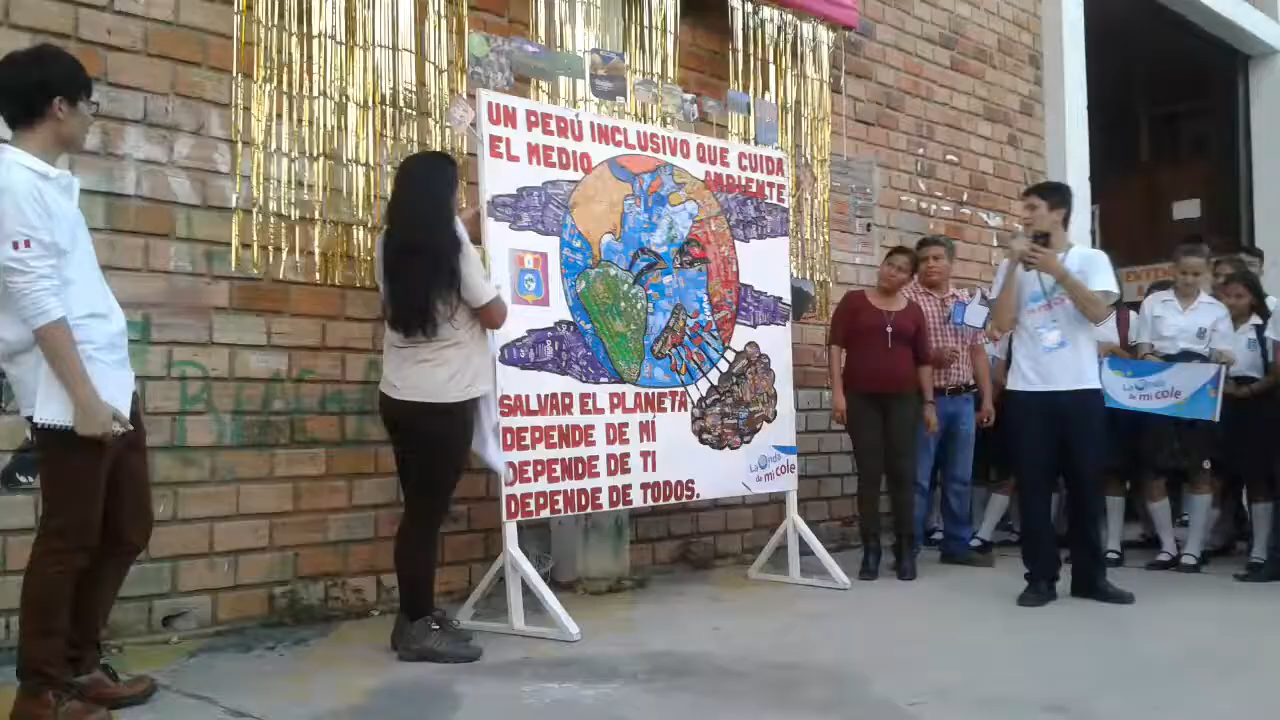 UN PERÚ INCLUSIVO QUE CUIDA
EL MEDIO AMBIENTE
SALVAR EL PLANETA
DEPENDE DE MÍ
DEPENDE DE TI
DEPENDE DE TODOS.
La Onda
de mi cole
La Onda
de mi cole